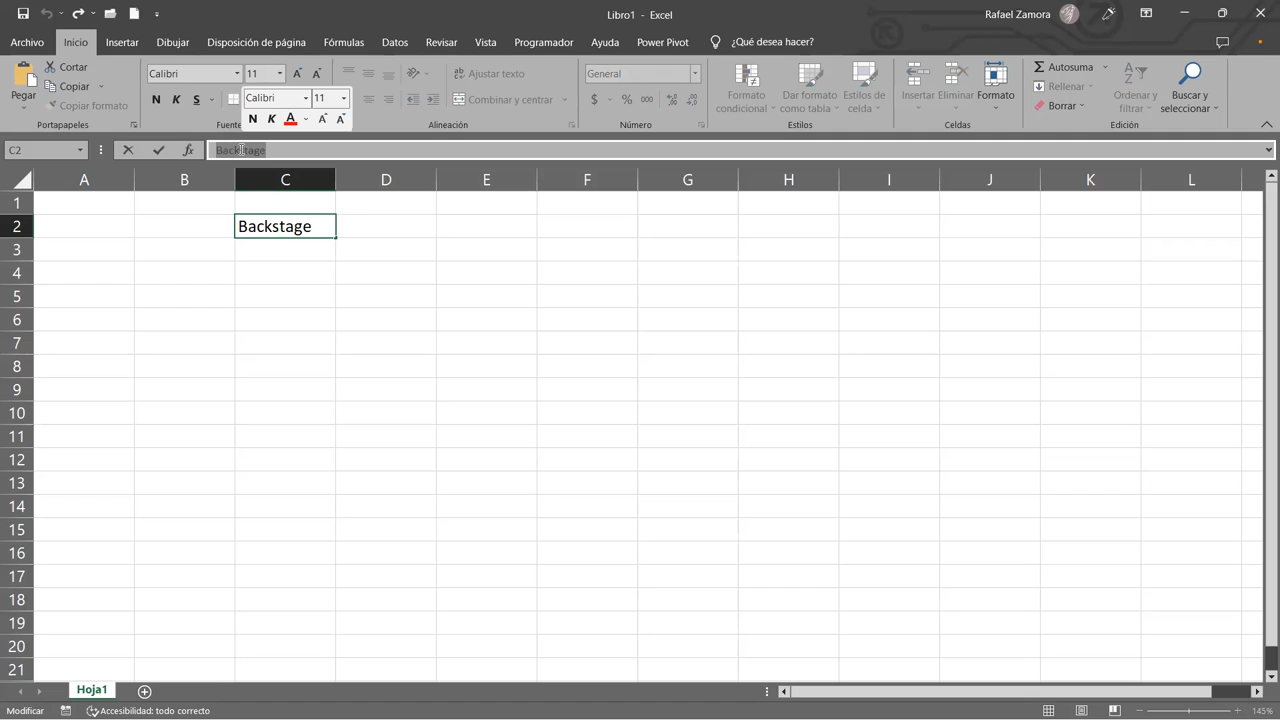 Libro1 - Excel
Rafael Zamora
Archivo Inicio Insertar Dibujar Disposición de página Fórmulas Datos Revisar Vista Programador Ayuda Power Pivot ¿Qué desea hacer?
Pegar
Cortar
Copiar
Copiar formato
Portapapeles
Calibri 11
N K S
Fuente
Calibri 11
N K A A A
Ajustar texto
Combinar y centrar
Alineación
General
$ % 000
Número
Formato condicional
Dar formato como tabla
Estilos de celda
Estilos
Insertar Eliminar Formato
Celdas
Autosuma
Rellenar
Borrar
Ordenar y filtrar
Buscar y seleccionar
Edición
C2 fx Backstage
A B C D E F G H I J K L
1
2 Backstage
3
4
5
6
7
8
9
10
11
12
13
14
15
16
17
18
19
20
21
Hoja1
Modificar Accesibilidad: todo correcto 145%